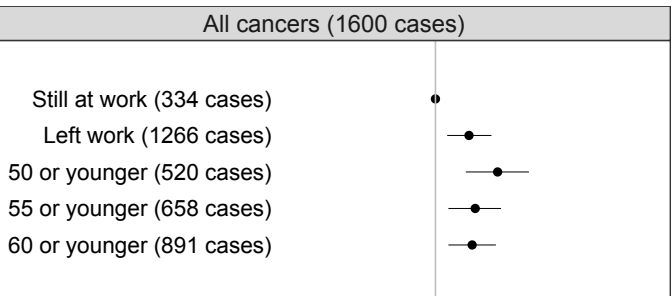 All cancers (1600 cases)
Still at work (334 cases)
Left work (1266 cases)
50 or younger (520 cases)
55 or younger (658 cases)
60 or younger (891 cases)